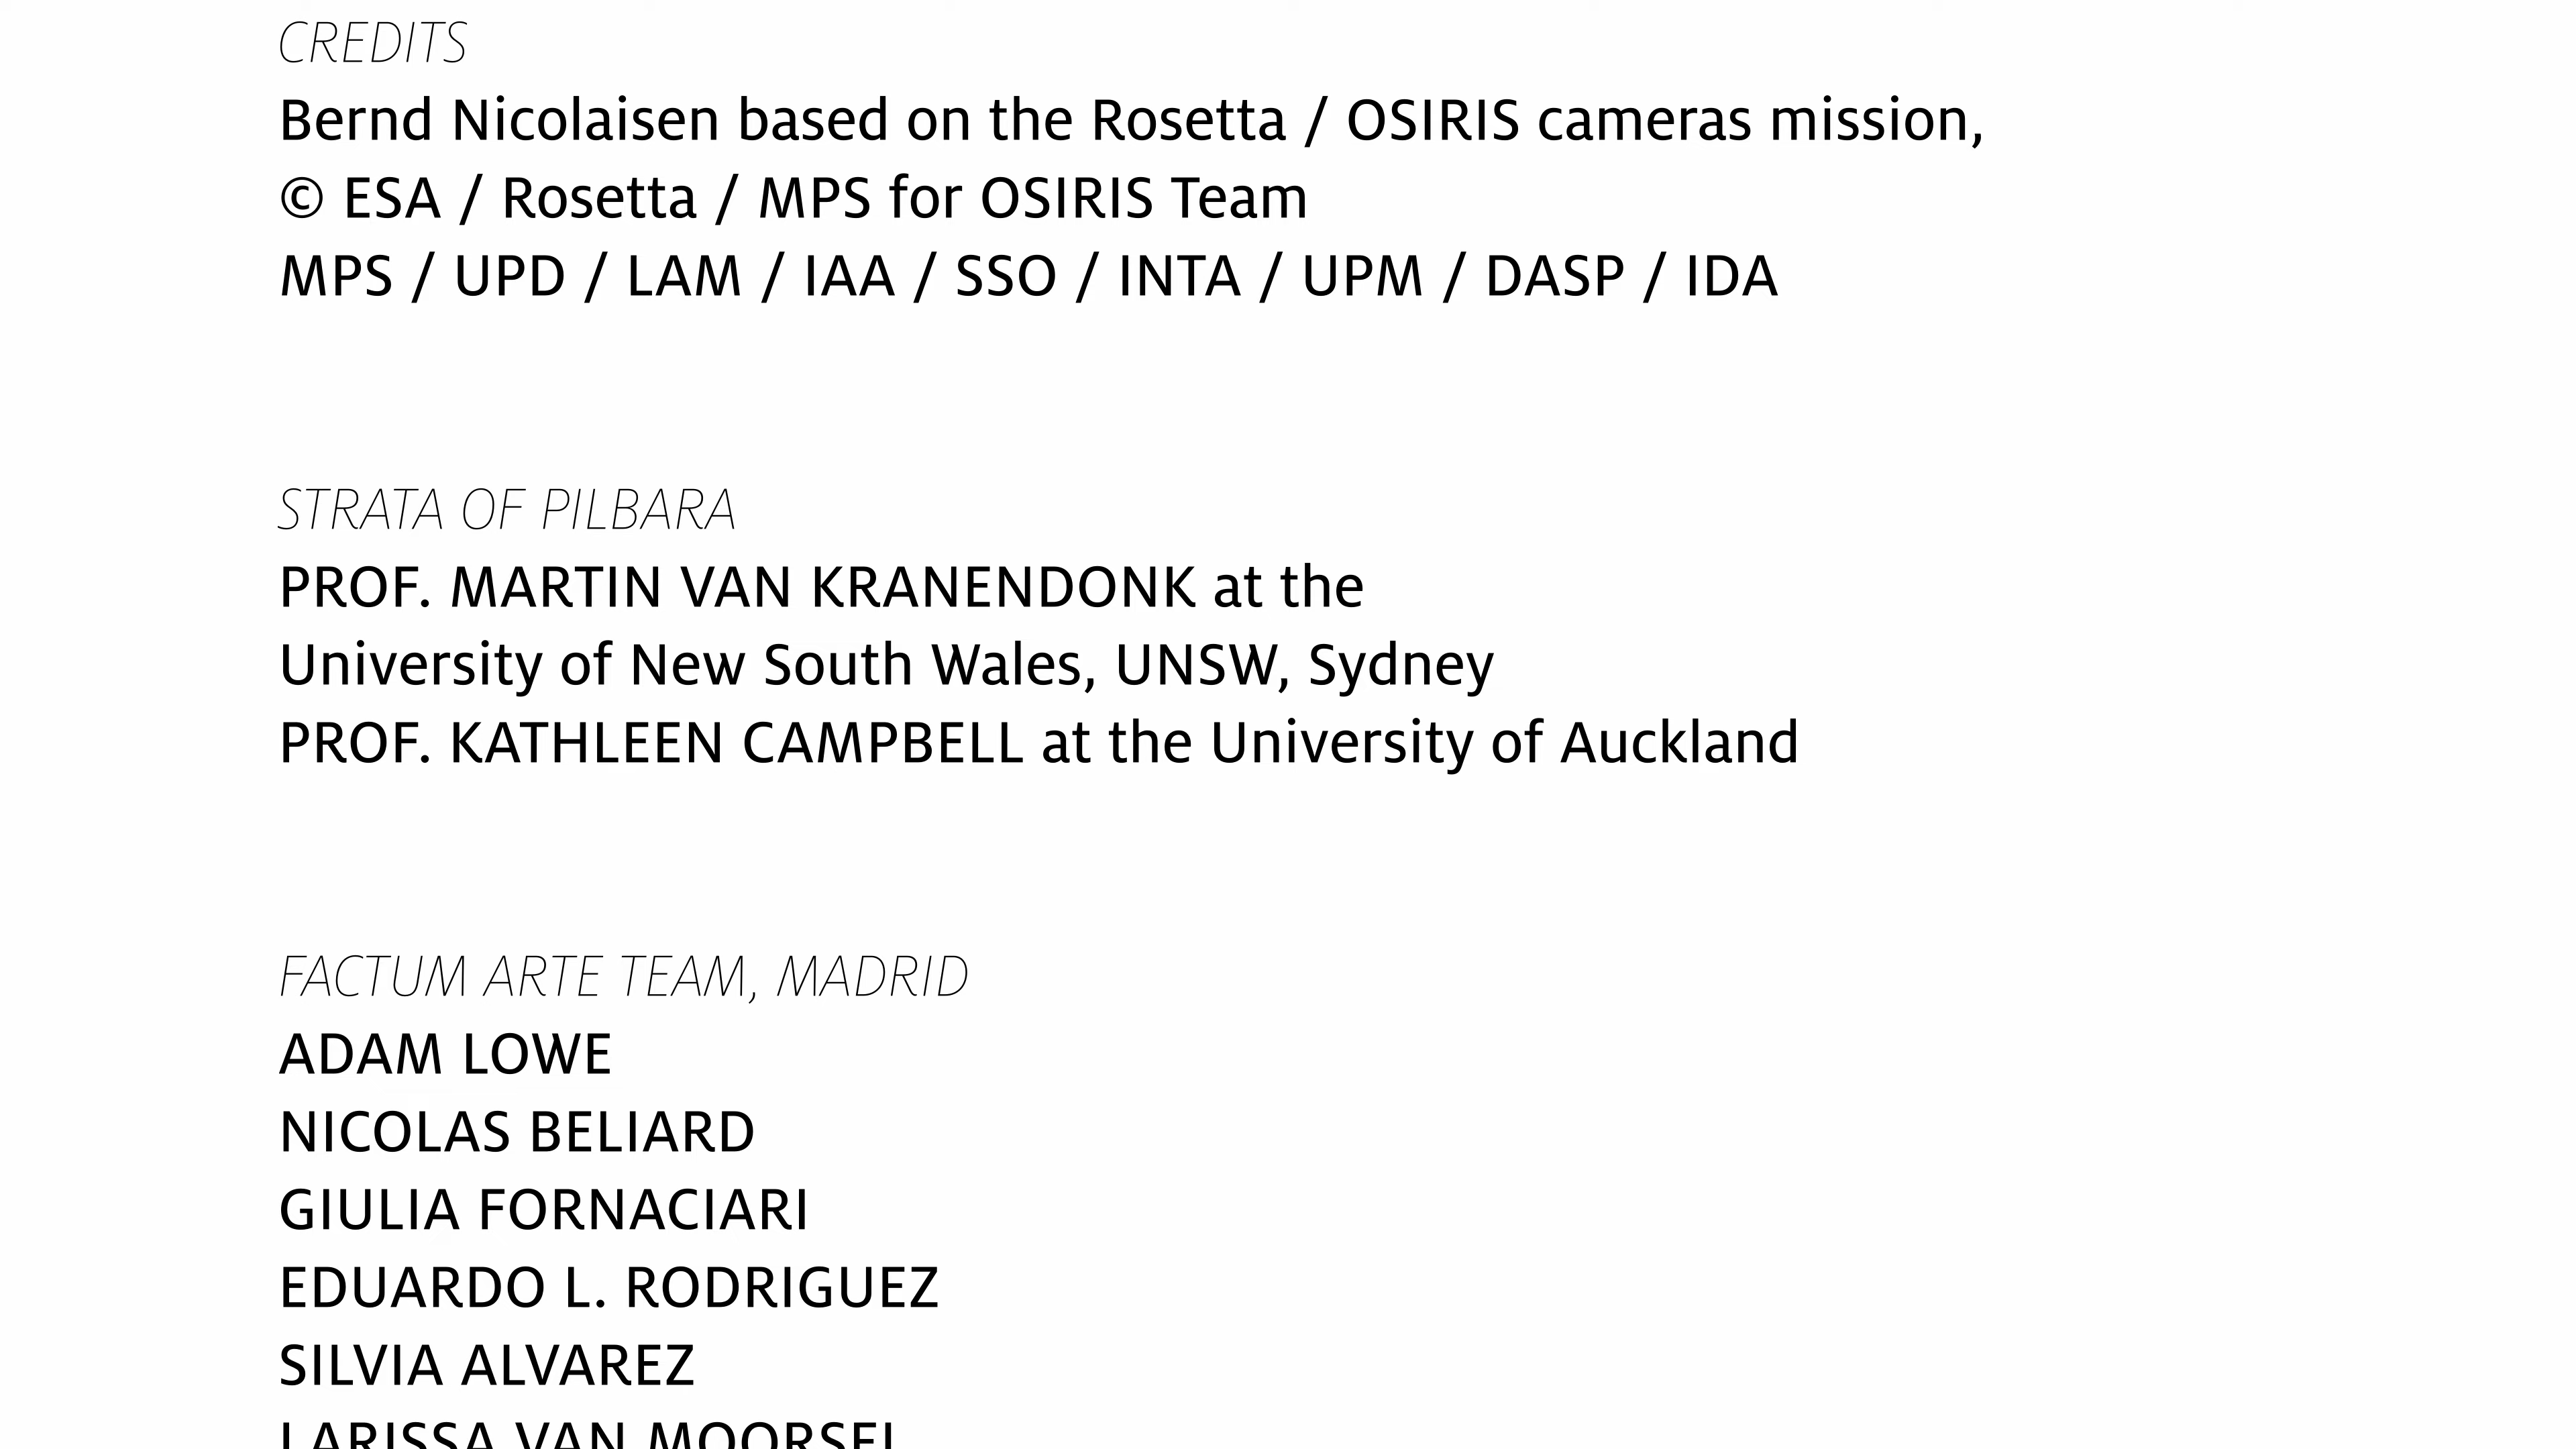 CREDITS
Bernd Nicolaisen based on the Rosetta / OSIRIS cameras mission,
© ESA / Rosetta / MPS for OSIRIS Team
MPS / UPD / LAM / IAA / SSO / INTA / UPM / DASP / IDA
STRATA OF PILBARA
PROF. MARTIN VAN KRANENDONK at the
University of New South Wales, UNSW, Sydney
PROF. KATHLEEN CAMPBELL at the University of Auckland
FACTUM ARTE TEAM, MADRID
ADAM LOWE
NICOLAS BELIARD
GIULIA FORNACIARI
EDUARDO L. RODRIGUEZ
SILVIA ALVAREZ
LARISSA VAN MOORSEL